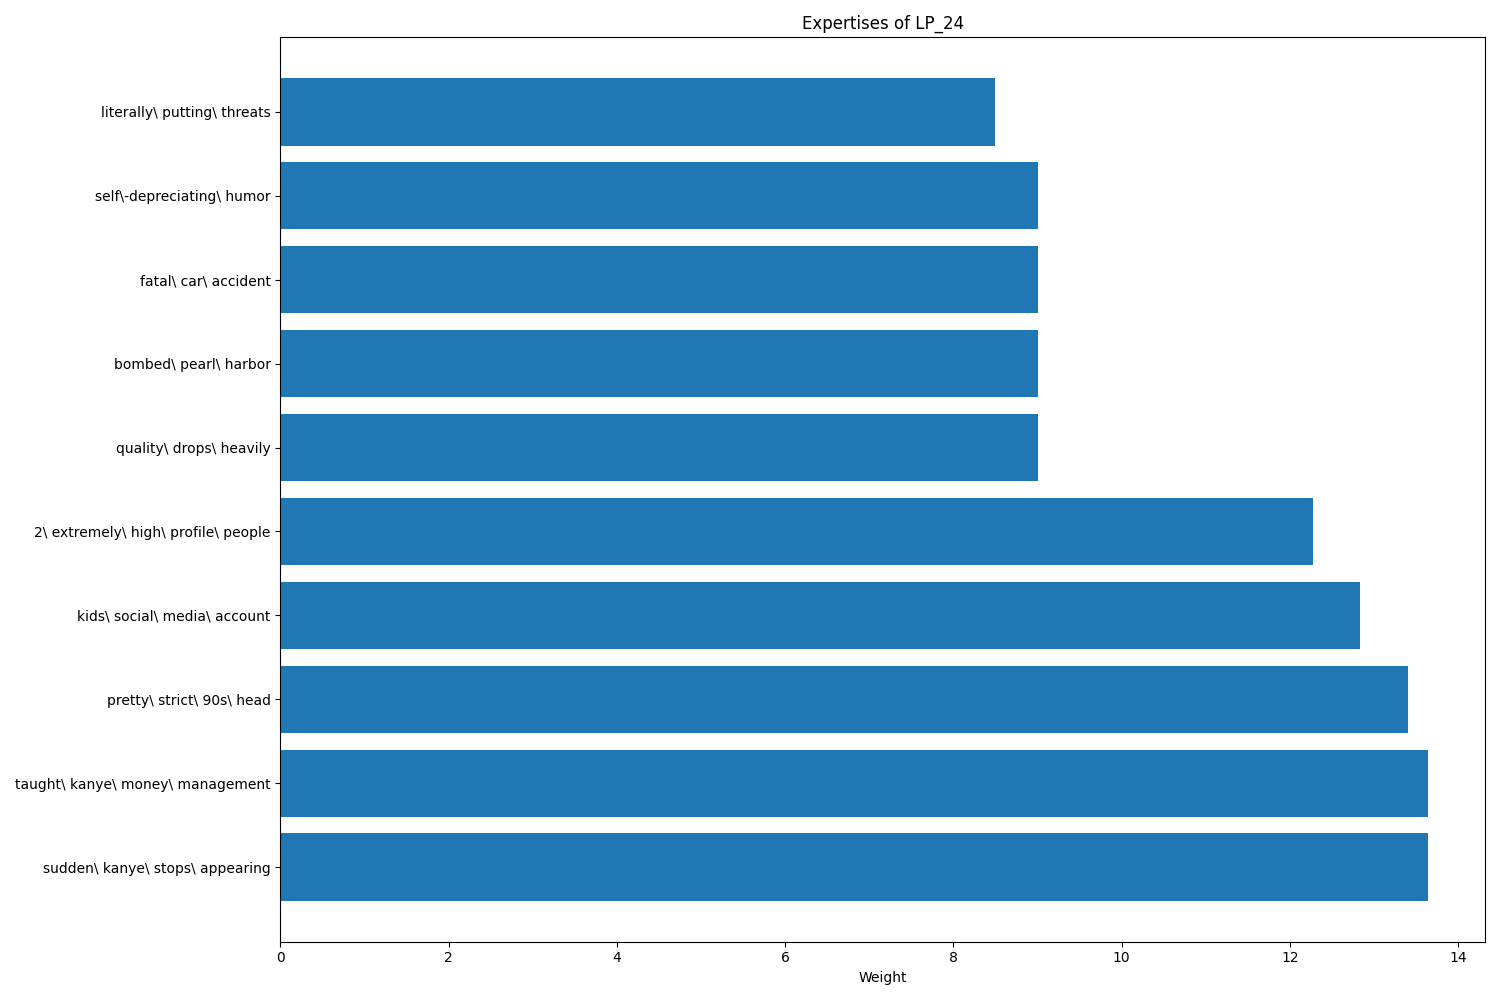 Expertises of LP_24
literally\ putting\ threats
self\-depreciating\ humor
fatal\ car\ accident
bombed\ pearl\ harbor
quality\ drops\ heavily
2\ extremely\ high\ profile\ people
kids\ social\ media\ account
pretty\ strict\ 90s\ head
taught\ kanye\ money\ management
sudden\ kanye\ stops\ appearing
0 2 4 6 8 10 12 14
Weight